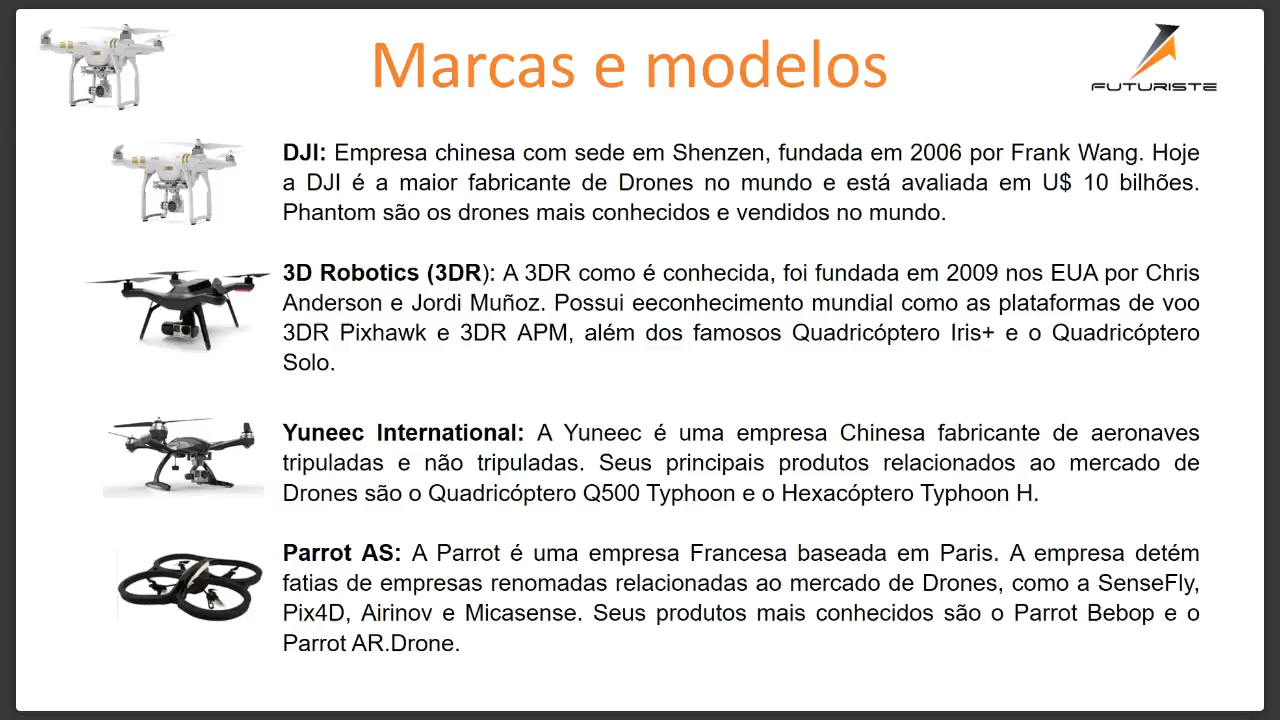 Marcas e modelos
FUTURISTE
DJI: Empresa chinesa com sede em Shenzen, fundada em 2006 por Frank Wang. Hoje
a DJI é a maior fabricante de Drones no mundo e está avaliada em U$ 10 bilhões.
Phantom são os drones mais conhecidos e vendidos no mundo.
3D Robotics (3DR): A 3DR como é conhecida, foi fundada em 2009 nos EUA por Chris
Anderson e Jordi Muñoz. Possui eeconhecimento mundial como as plataformas de voo
3DR Pixhawk e 3DR APM, além dos famosos Quadricóptero Iris+ e o Quadricóptero
Solo.
Yuneec International: A Yuneec é uma empresa Chinesa fabricante de aeronaves
tripuladas e não tripuladas. Seus principais produtos relacionados ao mercado de
Drones são o Quadricóptero Q500 Typhoon e o Hexacóptero Typhoon H.
Parrot AS: A Parrot é uma empresa Francesa baseada em Paris. A empresa detém
fatias de empresas renomadas relacionadas ao mercado de Drones, como a SenseFly,
Pix4D, Airinov e Micasense. Seus produtos mais conhecidos são o Parrot Bebop e o
Parrot AR.Drone.